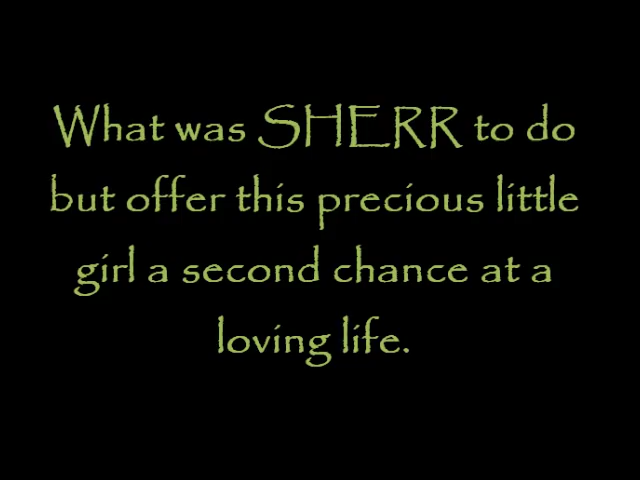 What was SHERR to do
but offer this precious little
girl a second chance at a
loving life.